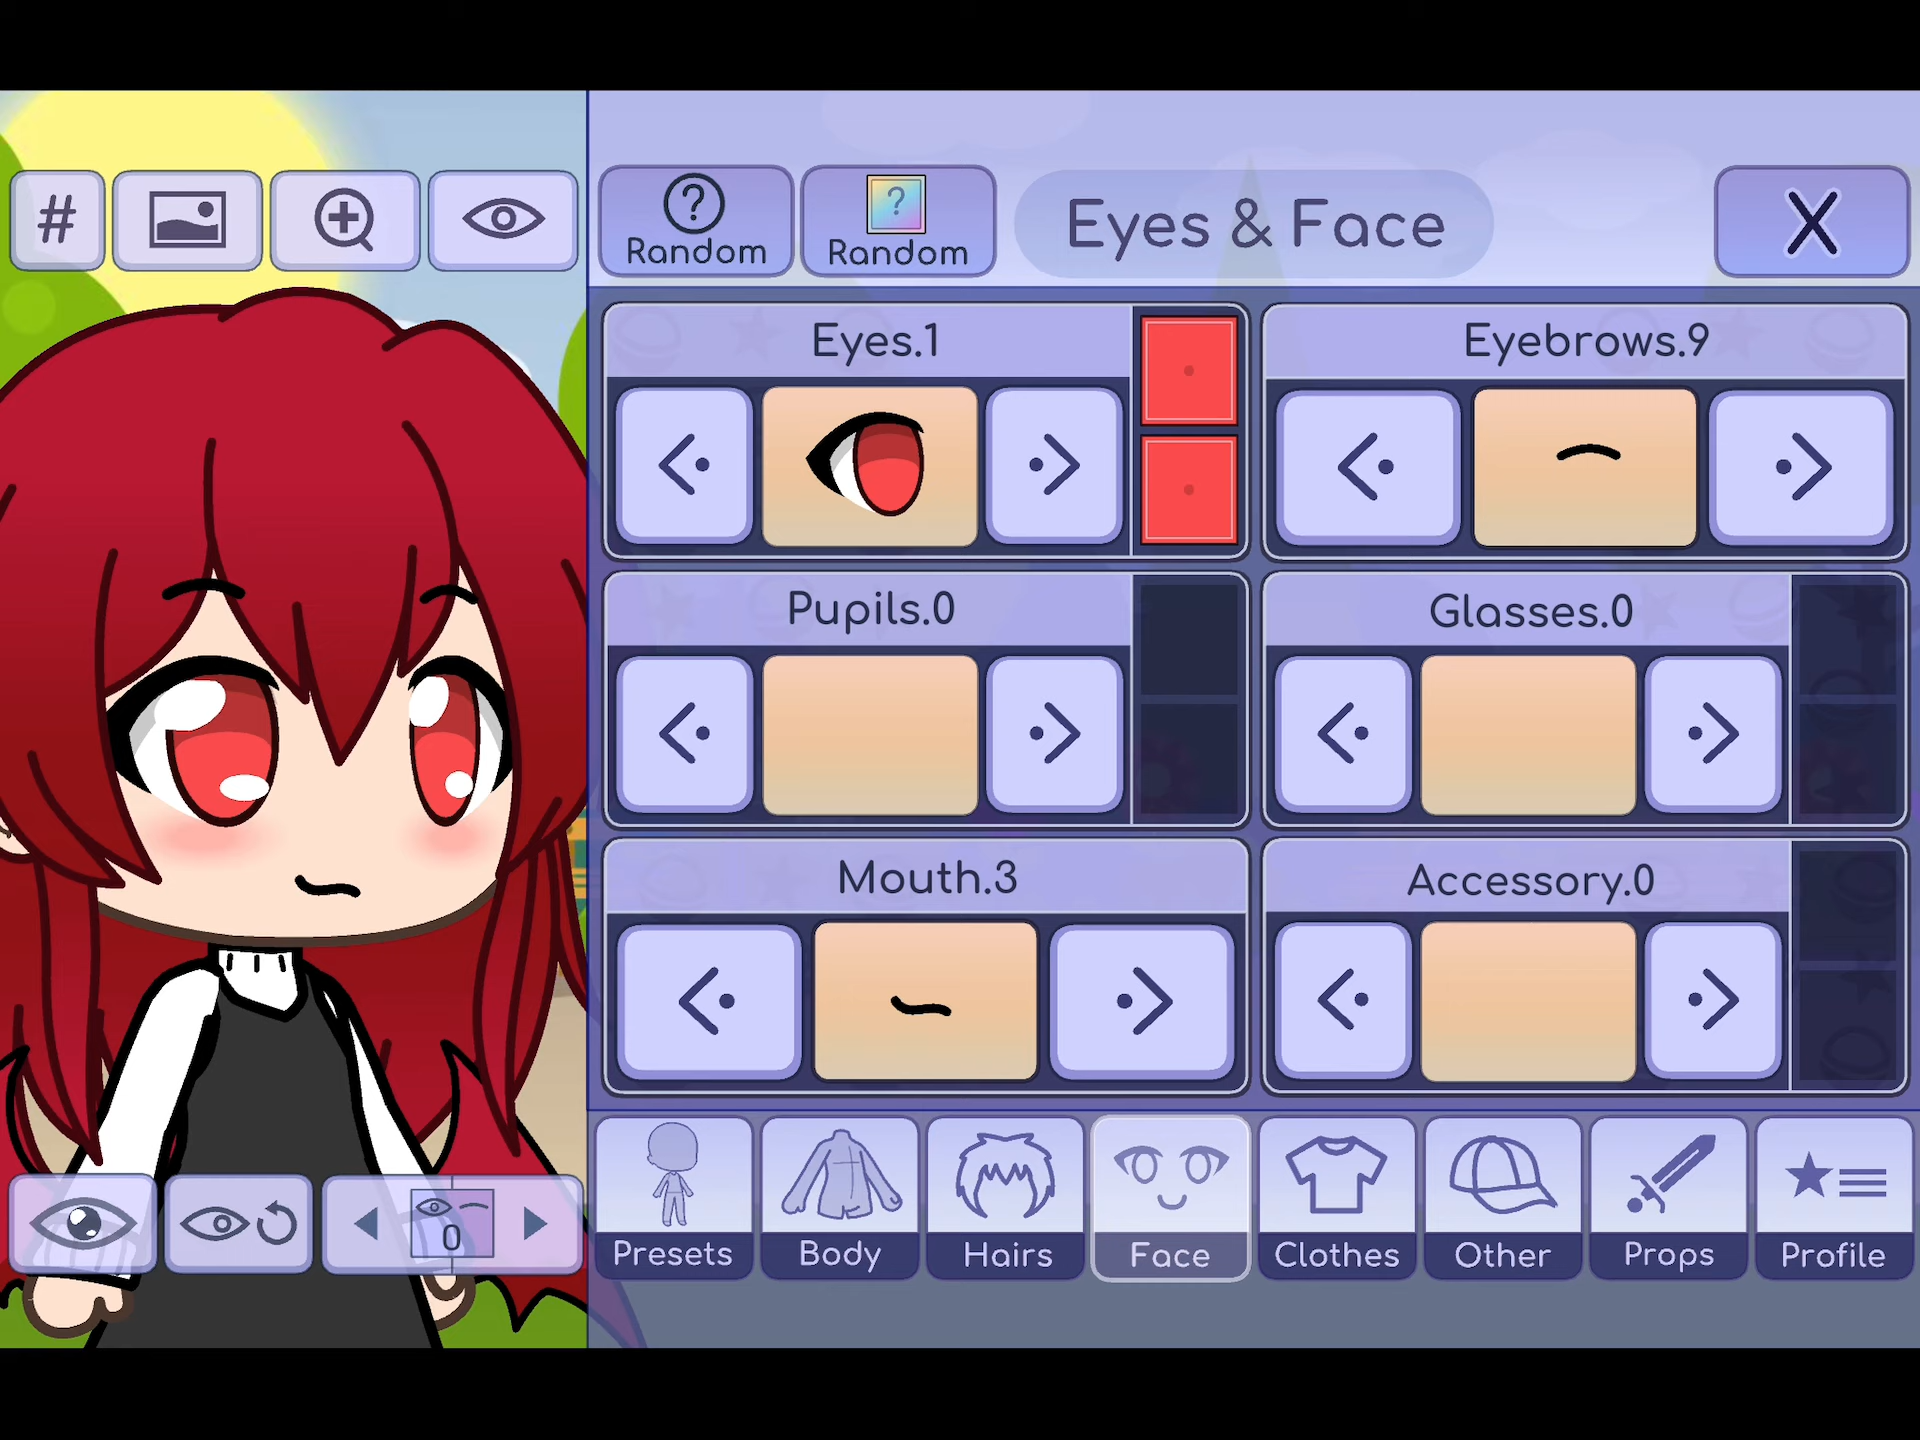 #
?
Random
?
Random
Eyes & Face
X
Eyes.1
Eyebrows.9
Pupils.0
Glasses.0
Mouth.3
Accessory.0
0
Presets
Body
Hairs
Face
Clothes
Other
Props
Profile